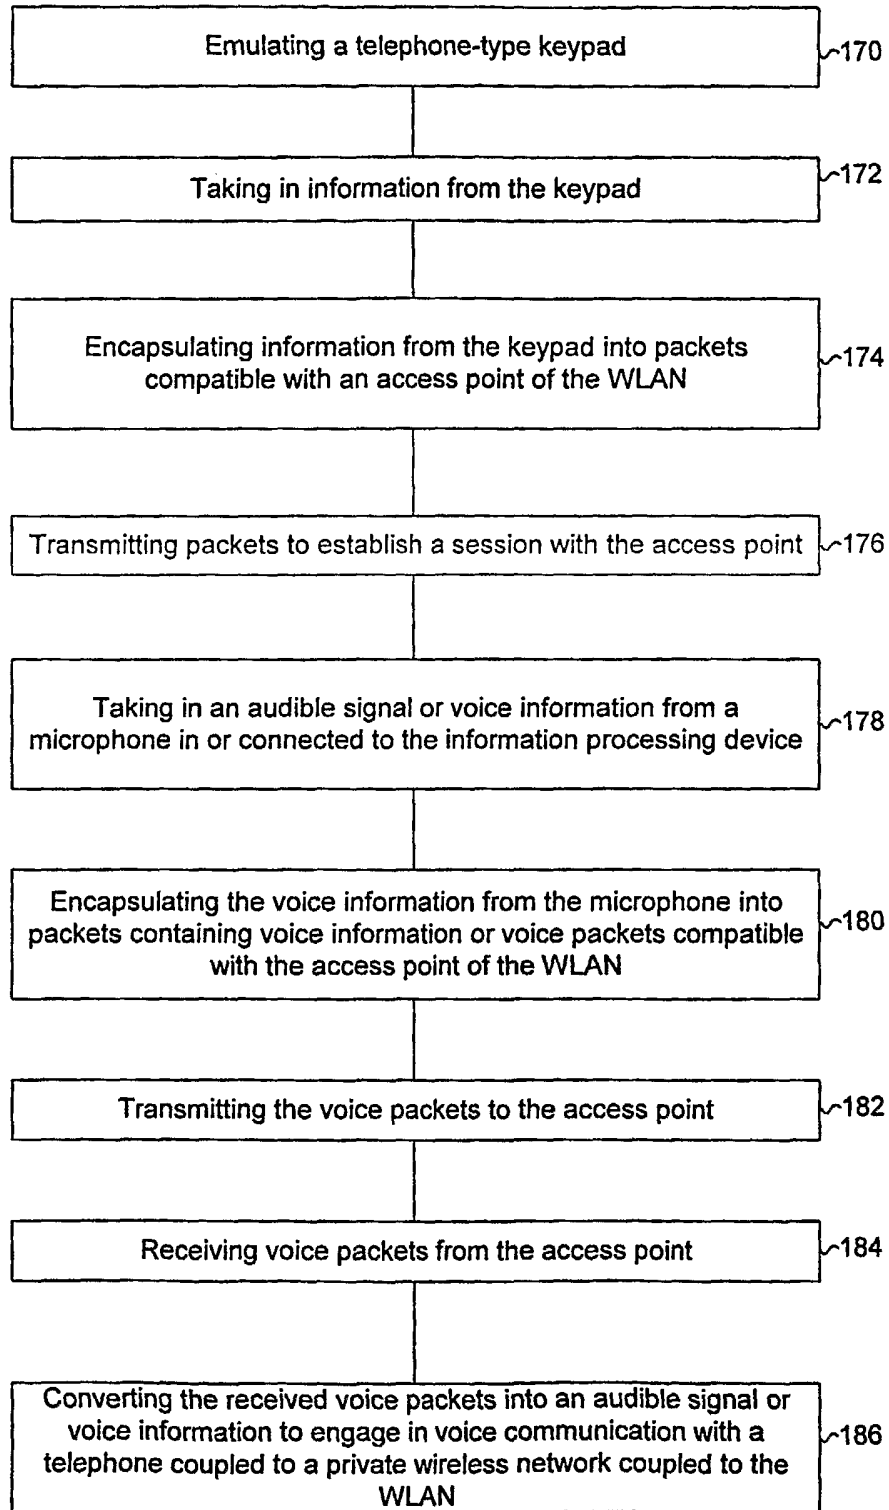 Emulating a telephone-type keypad
170
Taking in information from the keypad
172
Encapsulating information from the keypad into packets
compatible with an access point of the WLAN
174
Transmitting packets to establish a session with the access point
176
Taking in an audible signal or voice information from a
microphone in or connected to the information processing device
178
Encapsulating the voice information from the microphone into
packets containing voice information or voice packets compatible
with the access point of the WLAN
180
Transmitting the voice packets to the access point
182
Receiving voice packets from the access point
184
Converting the received voice packets into an audible signal or
voice information to engage in voice communication with a
telephone coupled to a private wireless network coupled to the
WLAN
186